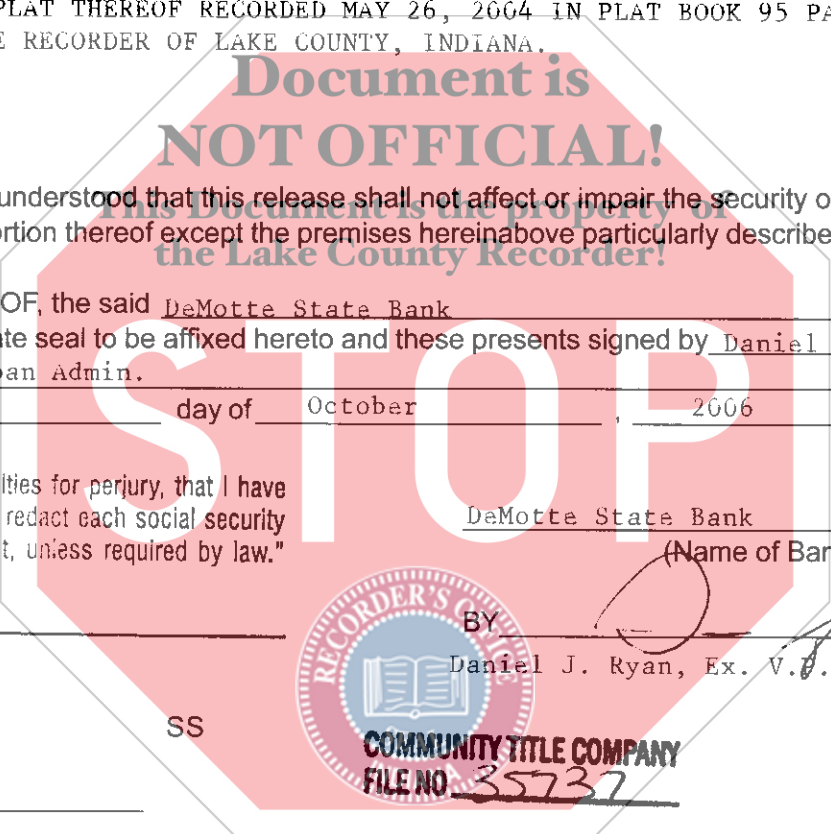 PLAT THEREOF RECORDED MAY 26, 2004 IN PLAT BOOK 95 PA
E RECORDER OF LAKE COUNTY, INDIANA.
Document is
NOT OFFICIAL!
understood that this release shall not affect or impair the security o
This Document is the property of
rtion thereof except the premises hereinabove particularly describe
the Lake County Recorder!
OF, the said DeMotte State Bank
te seal to be affixed hereto and these presents signed by Daniel
oan Admin.
STOP
day of October , 2006
lties for perjury, that I have
redact each social security
t, unless required by law."
DeMotte State Bank
(Name of Ban
RECORDER'S OFFICE
BY
Daniel J. Ryan, Ex. V.P.
SS
COMMUNITY TITLE COMPANY
FILE NO 35737